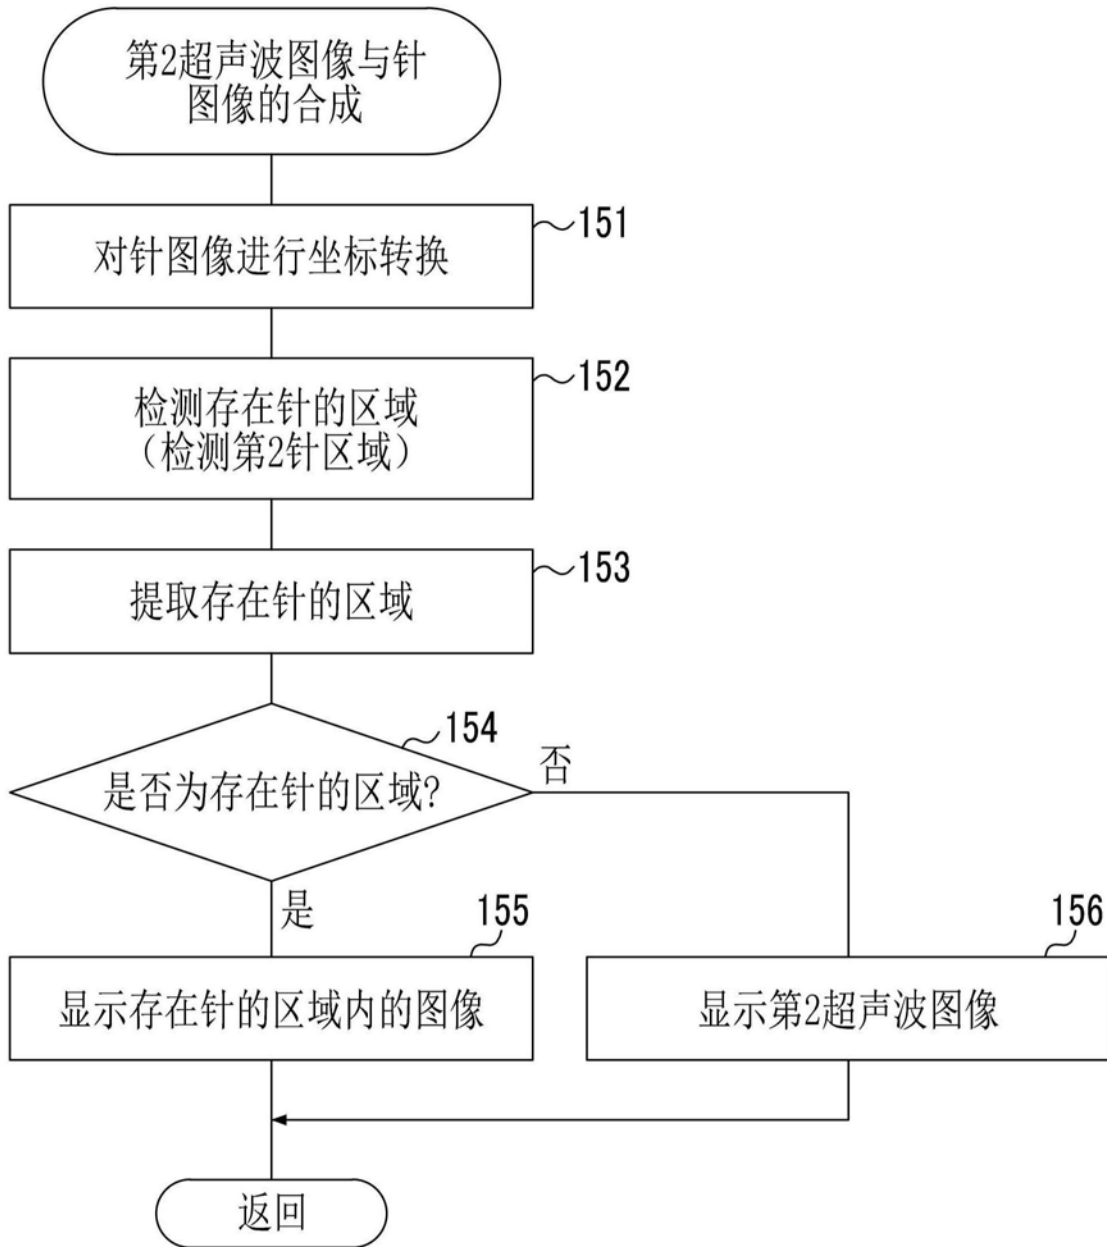 第2超声波图像与针
图像的合成
151
对针图像进行坐标转换
152
检测存在针的区域
（检测第2针区域）
153
提取存在针的区域
154
是否为存在针的区域?
否
是
155
显示存在针的区域内的图像
156
显示第2超声波图像
返回